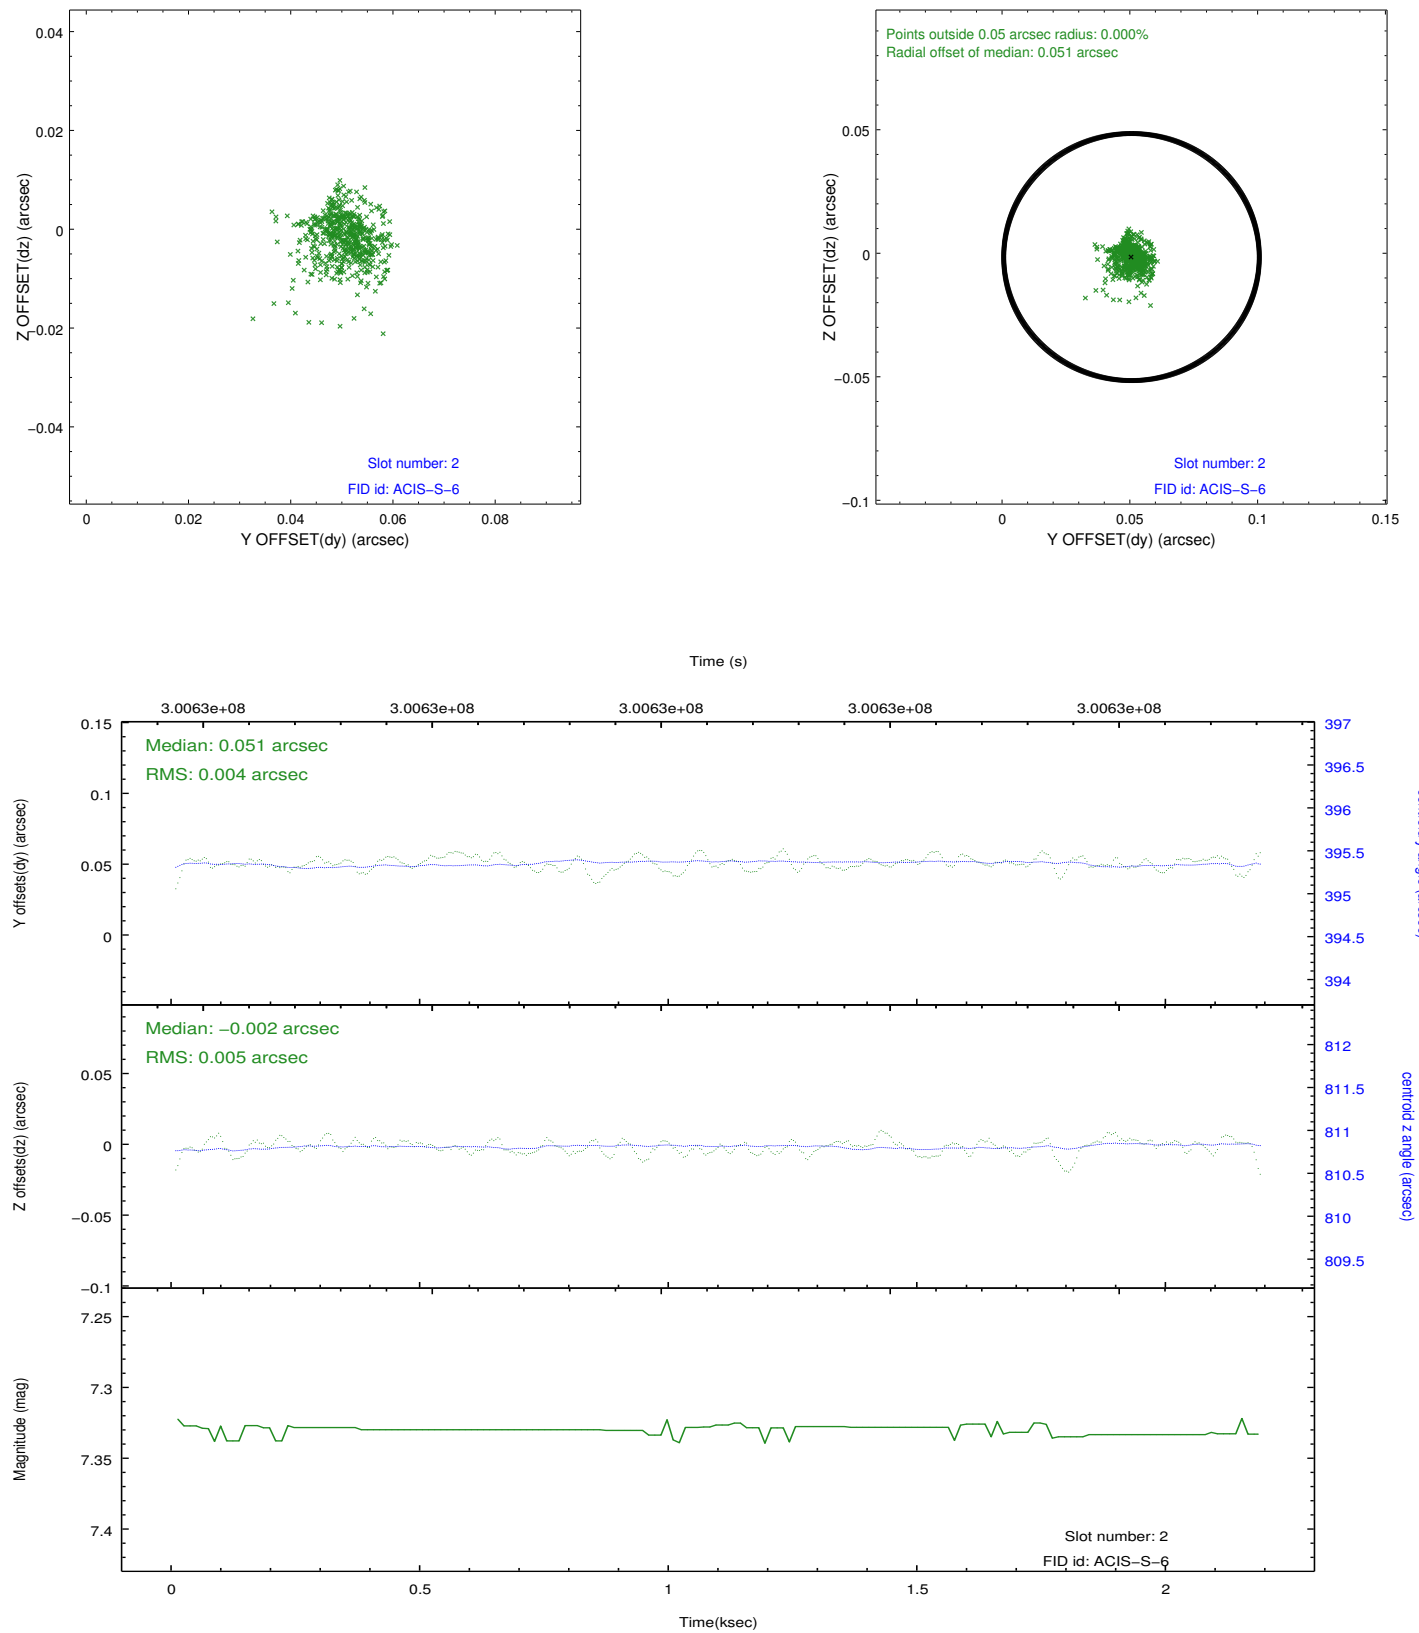 0.04
0.02
0
−0.02
−0.04
Z OFFSET(dz) (arcsec)
Slot number: 2
FID id: ACIS−S−6
0 0.02 0.04 0.06 0.08
Y OFFSET(dy) (arcsec)
Points outside 0.05 arcsec radius: 0.000%
Radial offset of median: 0.051 arcsec
0.05
0
−0.05
−0.1
Z OFFSET(dz) (arcsec)
Slot number: 2
FID id: ACIS−S−6
0 0.05 0.1 0.15
Y OFFSET(dy) (arcsec)
Time (s)
3.0063e+08 3.0063e+08 3.0063e+08 3.0063e+08 3.0063e+08
Median: 0.051 arcsec
RMS: 0.004 arcsec
0.15
0.1
0.05
0
Y offsets(dy) (arcsec)
397
396.5
396
395.5
395
394.5
394
Median: −0.002 arcsec
RMS: 0.005 arcsec
0.05
0
−0.05
−0.1
Z offsets(dz) (arcsec)
812
811.5
811
810.5
810
809.5
centroid z angle (arcsec)
7.25
7.3
7.35
7.4
Magnitude (mag)
Slot number: 2
FID id: ACIS−S−6
0 0.5 1 1.5 2
Time(ksec)